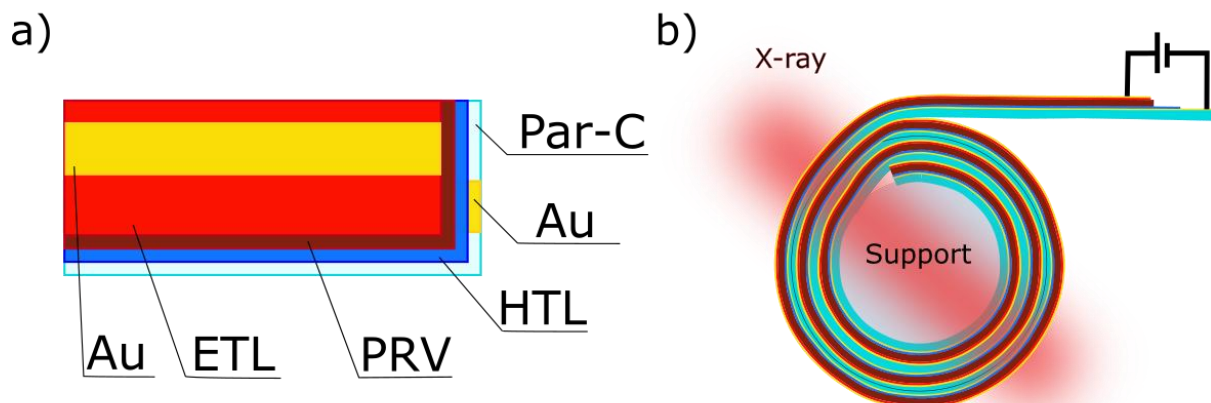 a)
Par-C
Au
HTL
Au
ETL
PRV
b)
X-ray
Support